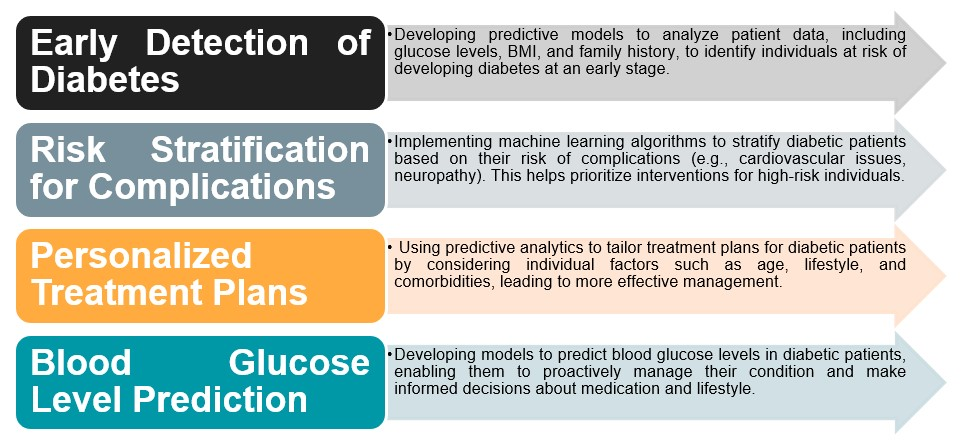 Early Detection of
Diabetes
•Developing predictive models to analyze patient data, including
glucose levels, BMI, and family history, to identify individuals at risk of
developing diabetes at an early stage.
Risk Stratification
for Complications
•Implementing machine learning algorithms to stratify diabetic patients
based on their risk of complications (e.g., cardiovascular issues,
neuropathy). This helps prioritize interventions for high-risk individuals.
Personalized
Treatment Plans
• Using predictive analytics to tailor treatment plans for diabetic patients
by considering individual factors such as age, lifestyle, and
comorbidities, leading to more effective management.
Blood Glucose
Level Prediction
•Developing models to predict blood glucose levels in diabetic patients,
enabling them to proactively manage their condition and make
informed decisions about medication and lifestyle.